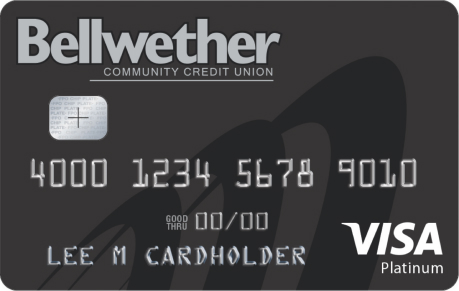 Bellwether
COMMUNITY CREDIT UNION
4000 1234 5678 9010
GOOD THRU 00/00
LEE M CARDHOLDER
VISA
Platinum